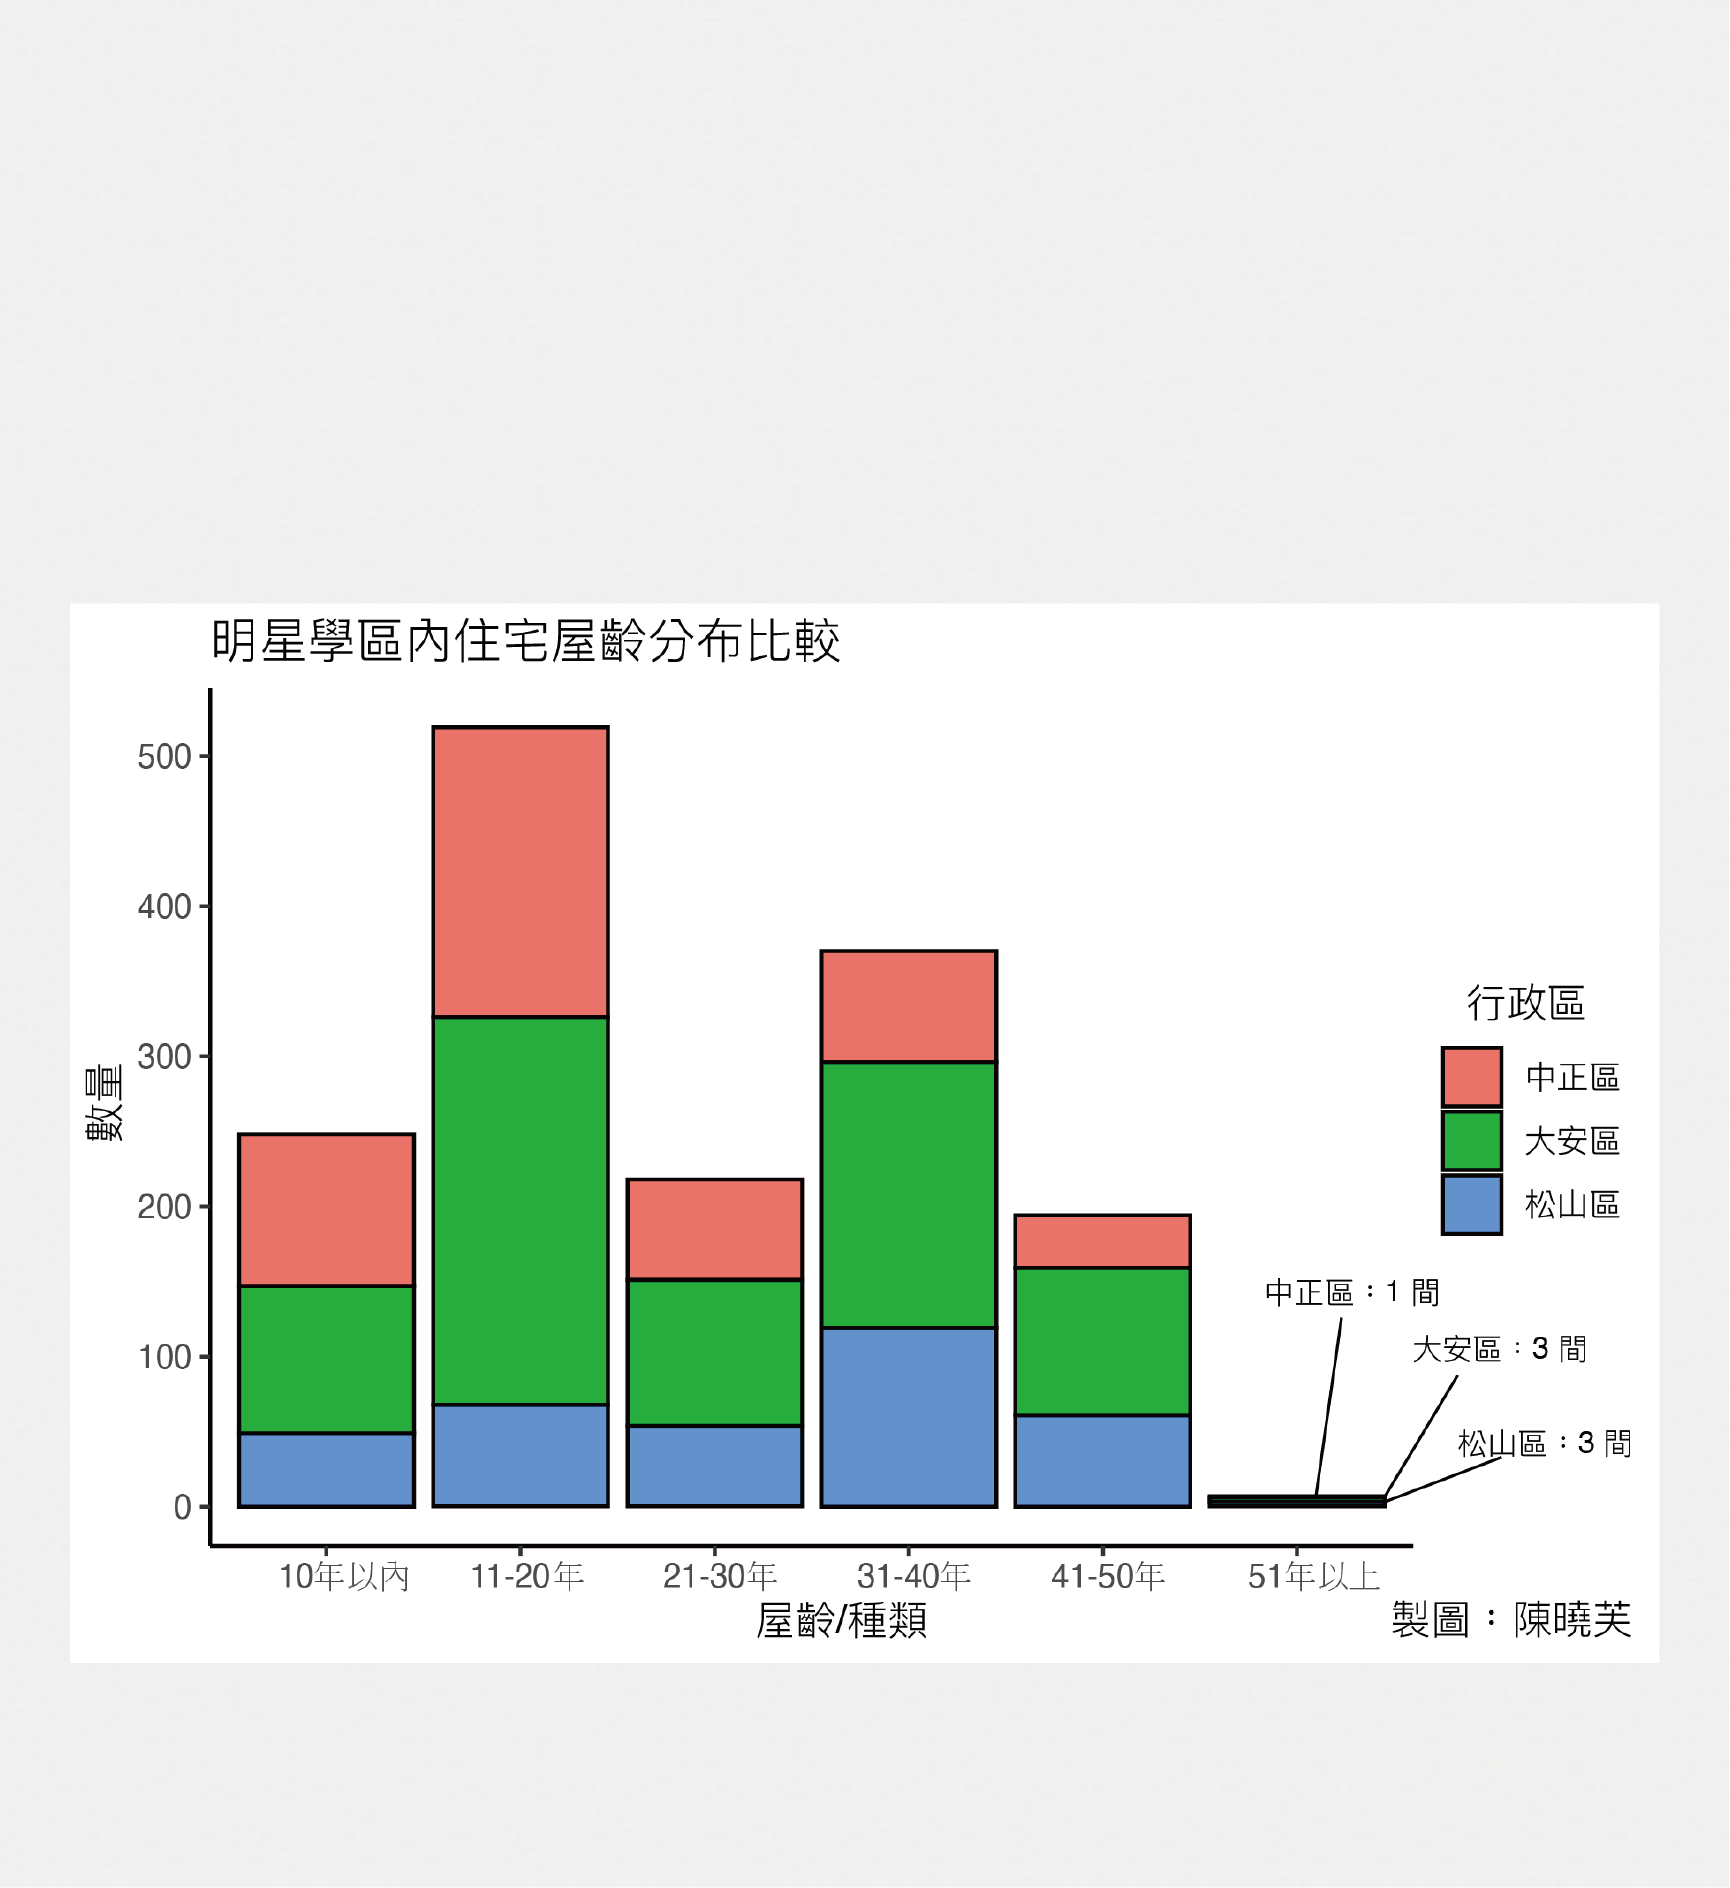 明星學區內住宅屋齡分布比較
數量
500
400
300
200
100
0
行政區
中正區
大安區
松山區
中正區：1 間
大安區：3 間
松山區：3 間
10年以內
11-20年
21-30年
31-40年
41-50年
51年以上
屋齡/種類
製圖：陳曉芙